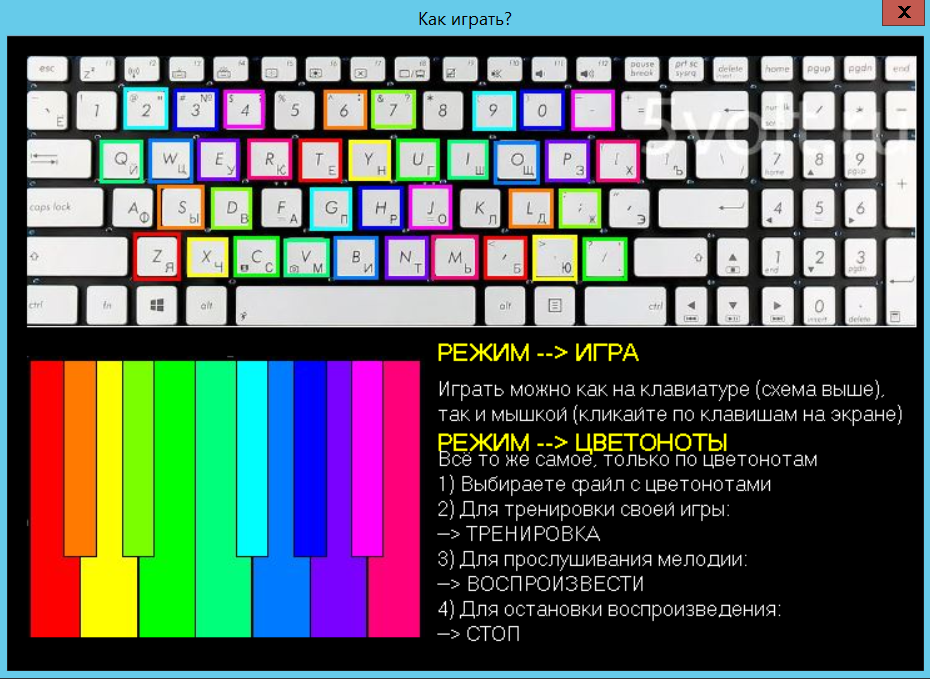 Как играть?
esc f1 f2 f3 f4 f5 f6 f7 f8 f9 f10 f11 f12 pause break prt sc sysrq delete home pgup pgdn end
Ё 1 @ " 2 # № 3 $ ; 4 % 5 ^ : 6 & ? 7 * 8 ( 9 ) 0 - + = / * -
5volt.ru
Q Й W Ц E У R К T Е Y Н U Г I Ш O Щ P З [ Х ] Ъ \ / 7 home 8 9 pgup +
caps lock A Ф S Ы D В F А G П H Р J О K Л L Д ; Ж " ' Э 4 5 6
Z Я X Ч C С V М B И N Т M Ь < , Б > . Ю ? / . 1 end 2 3 pgdn
ctrl fn alt alt ctrl 0 insert . delete
РЕЖИМ --> ИГРА
Играть можно как на клавиатуре (схема выше),
так и мышкой (кликайте по клавишам на экране)
РЕЖИМ --> ЦВЕТОНОТЫ
Всё то же самое, только по цветонотам
1) Выбираете файл с цветонотами
2) Для тренировки своей игры:
--> ТРЕНИРОВКА
3) Для прослушивания мелодии:
--> ВОСПРОИЗВЕСТИ
4) Для остановки воспроизведения:
--> СТОП